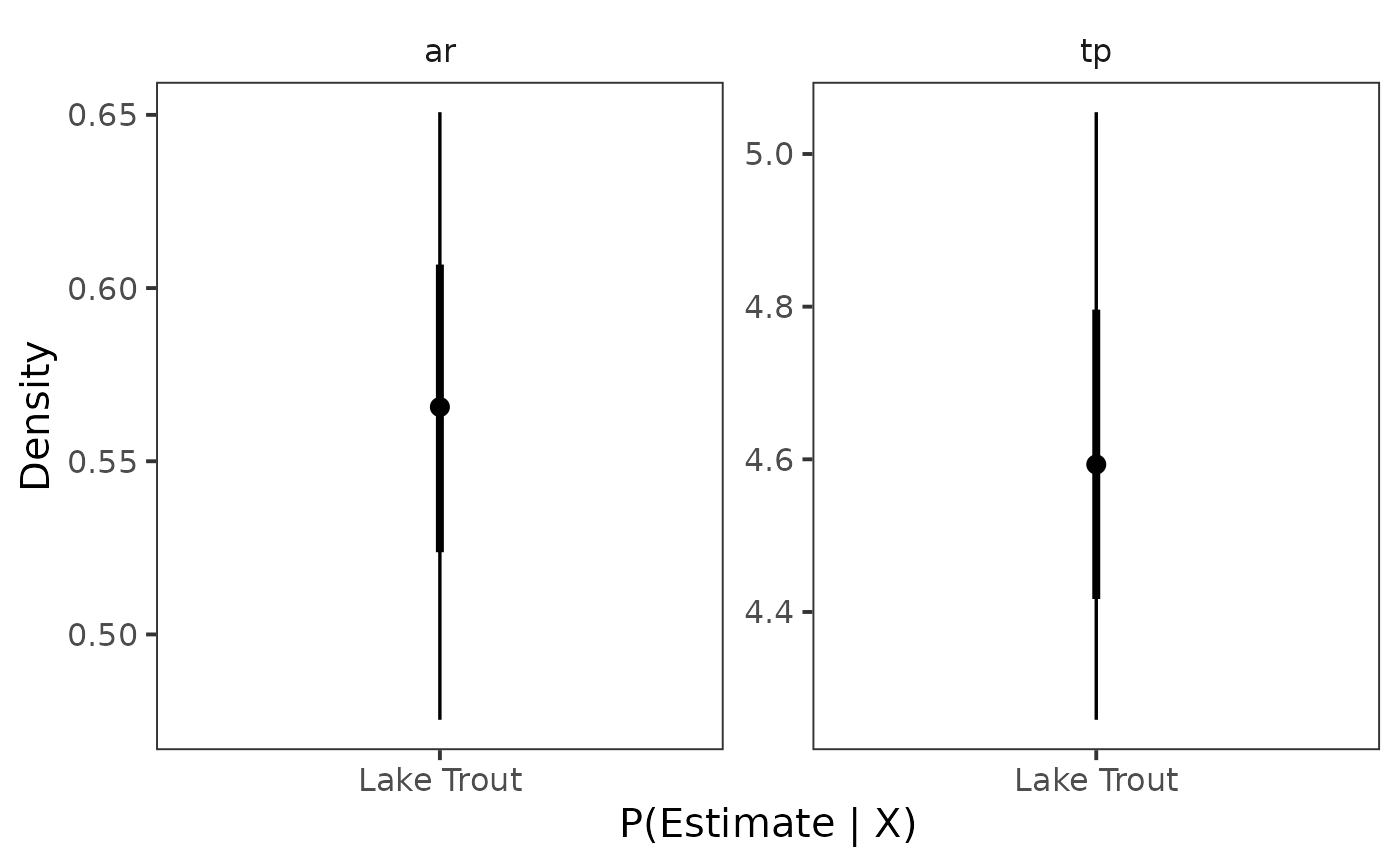 ar
tp
0.65
0.60
0.55
0.50
5.0
4.8
4.6
4.4
Density
Lake Trout
Lake Trout
P(Estimate | X)